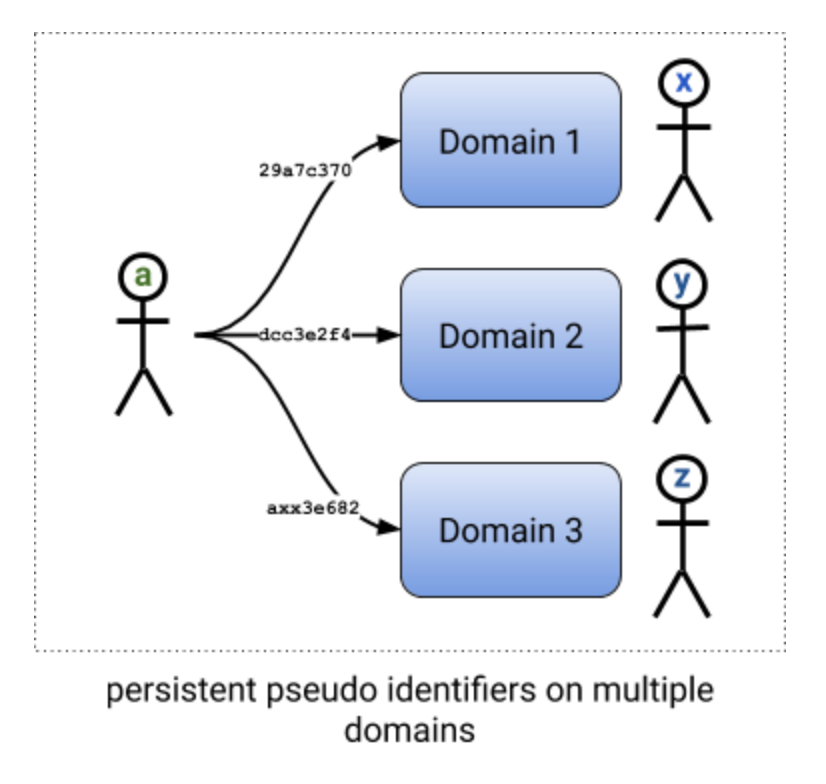 x
Domain 1
29a7c370
a
y
dcc3e2f4
Domain 2
z
axx3e682
Domain 3
persistent pseudo identifiers on multiple
domains